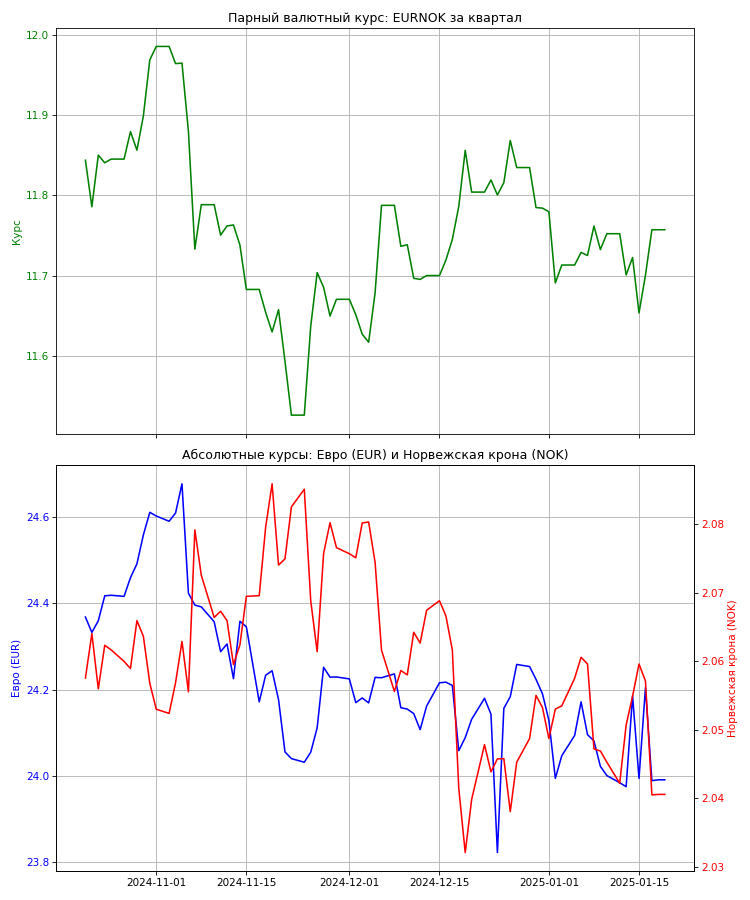 Парный валютный курс: EURNOK за квартал
12.0
11.9
11.8
11.7
11.6
Курс
Абсолютные курсы: Евро (EUR) и Норвежская крона (NOK)
24.6
24.4
24.2
24.0
23.8
Евро (EUR)
2.08
2.07
2.06
2.05
2.04
2.03
Норвежская крона (NOK)
2024-11-01 2024-11-15 2024-12-01 2024-12-15 2025-01-01 2025-01-15